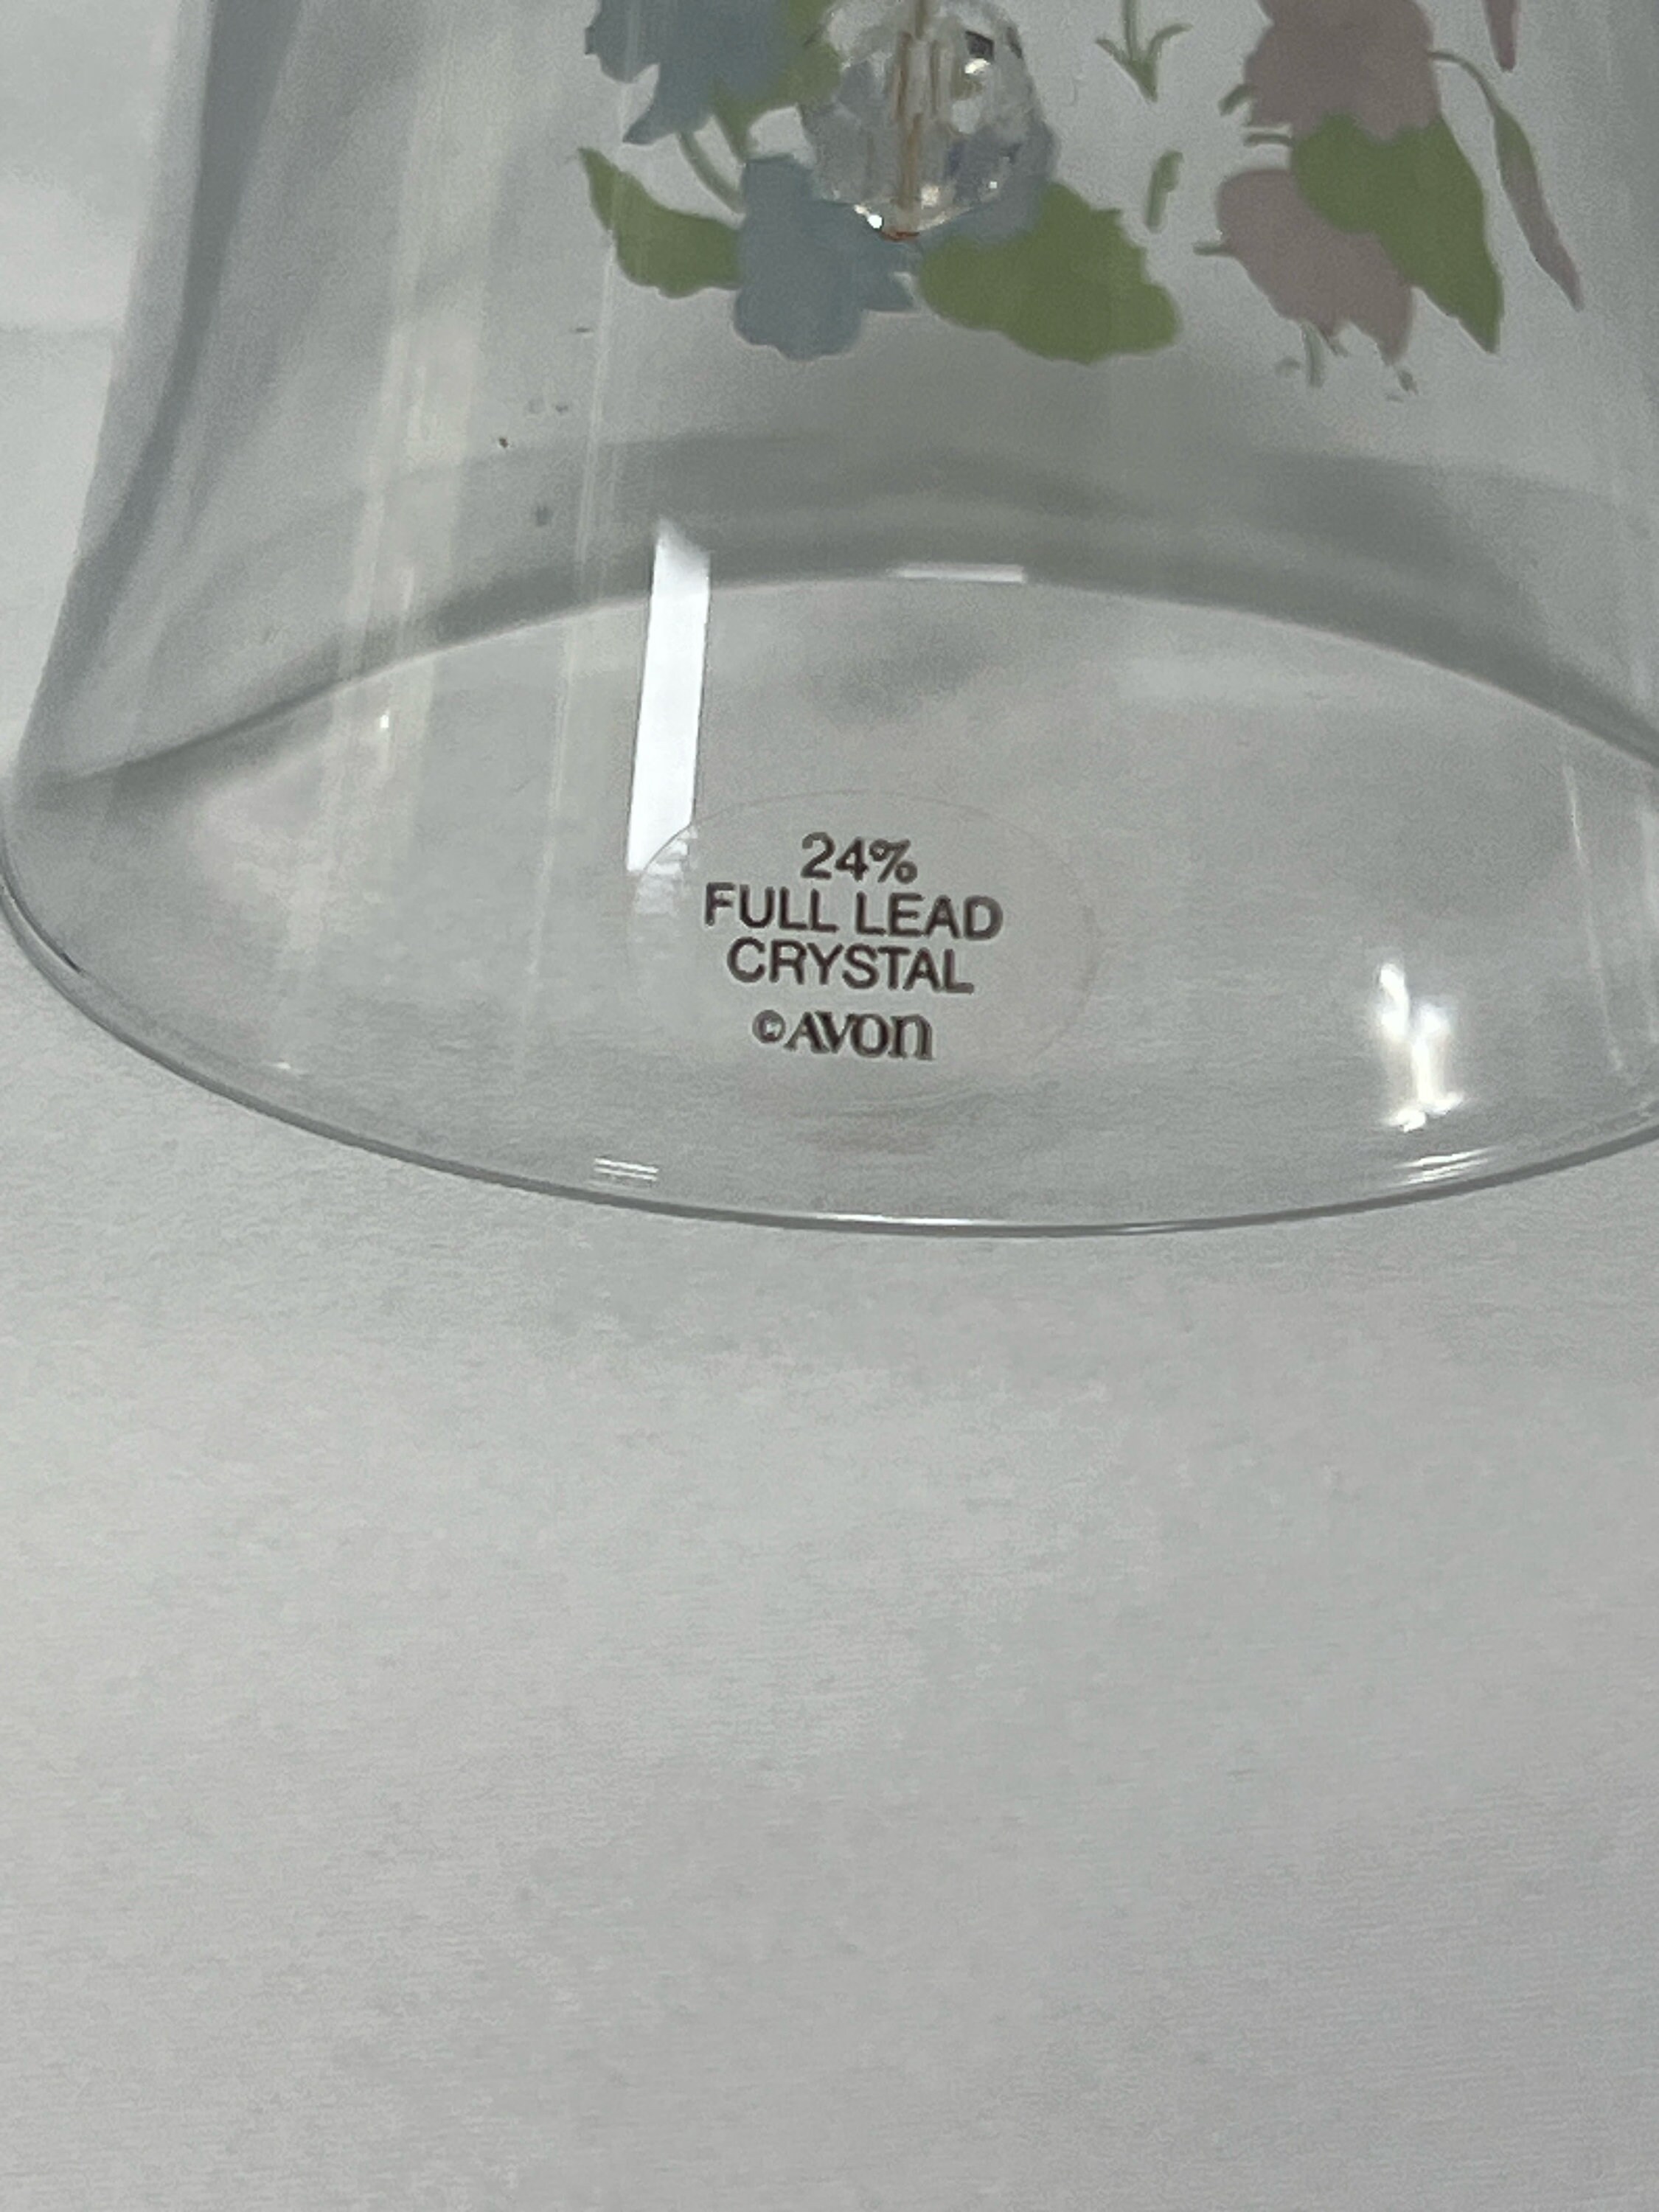 24%
FULL LEAD
CRYSTAL
©AVON